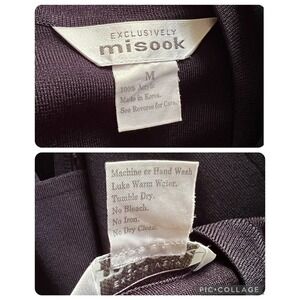 EXCLUSIVELY
misook
M
100% Acrylic
Made in Korea.
See Reverse for Care.
Machine or Hand Wash
Luke Warm Water.
Tumble Dry.
No Bleach.
No Iron.
No Dry Clean.
PIC•COLLAGE